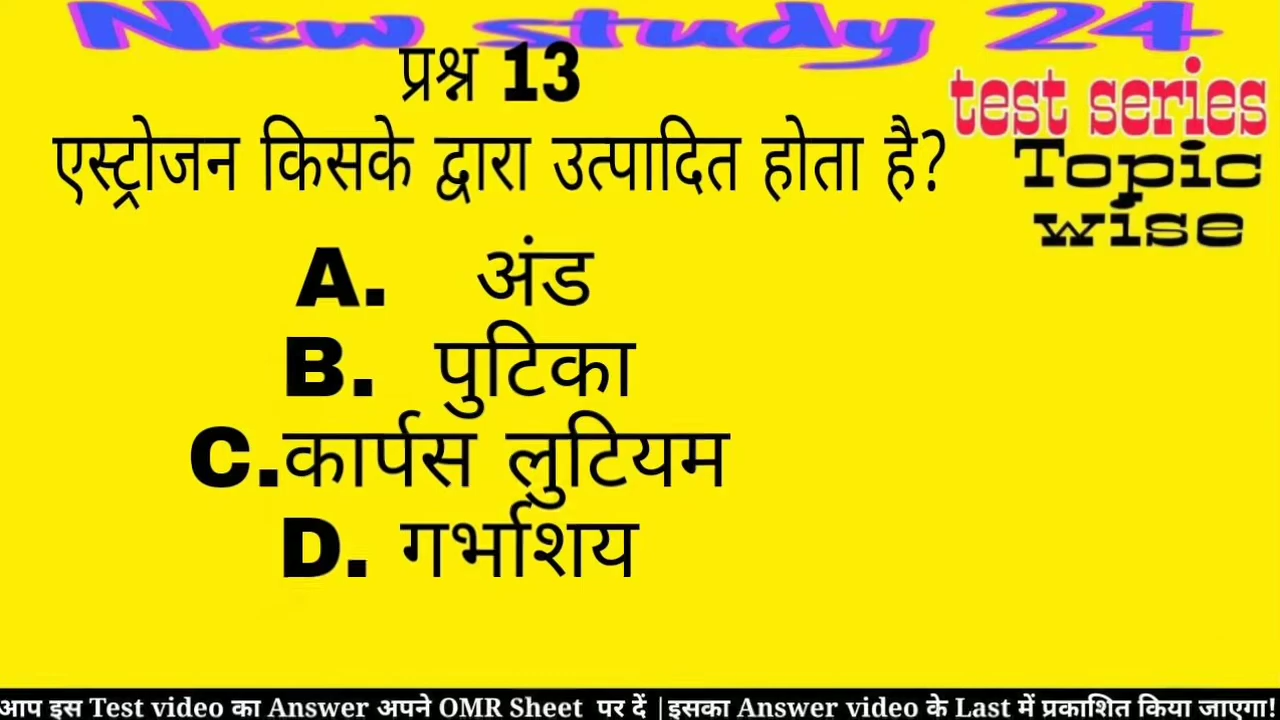 New study 24
प्रश्न 13
test series
एस्ट्रोजन किसके द्वारा उत्पादित होता है?
Topic
wise
A. अंड
B. पुटिका
C.कार्पस लुटियम
D. गर्भाशय
आप इस Test video का Answer अपने OMR Sheet पर दें |इसका Answer video के Last में प्रकाशित किया जाएगा!